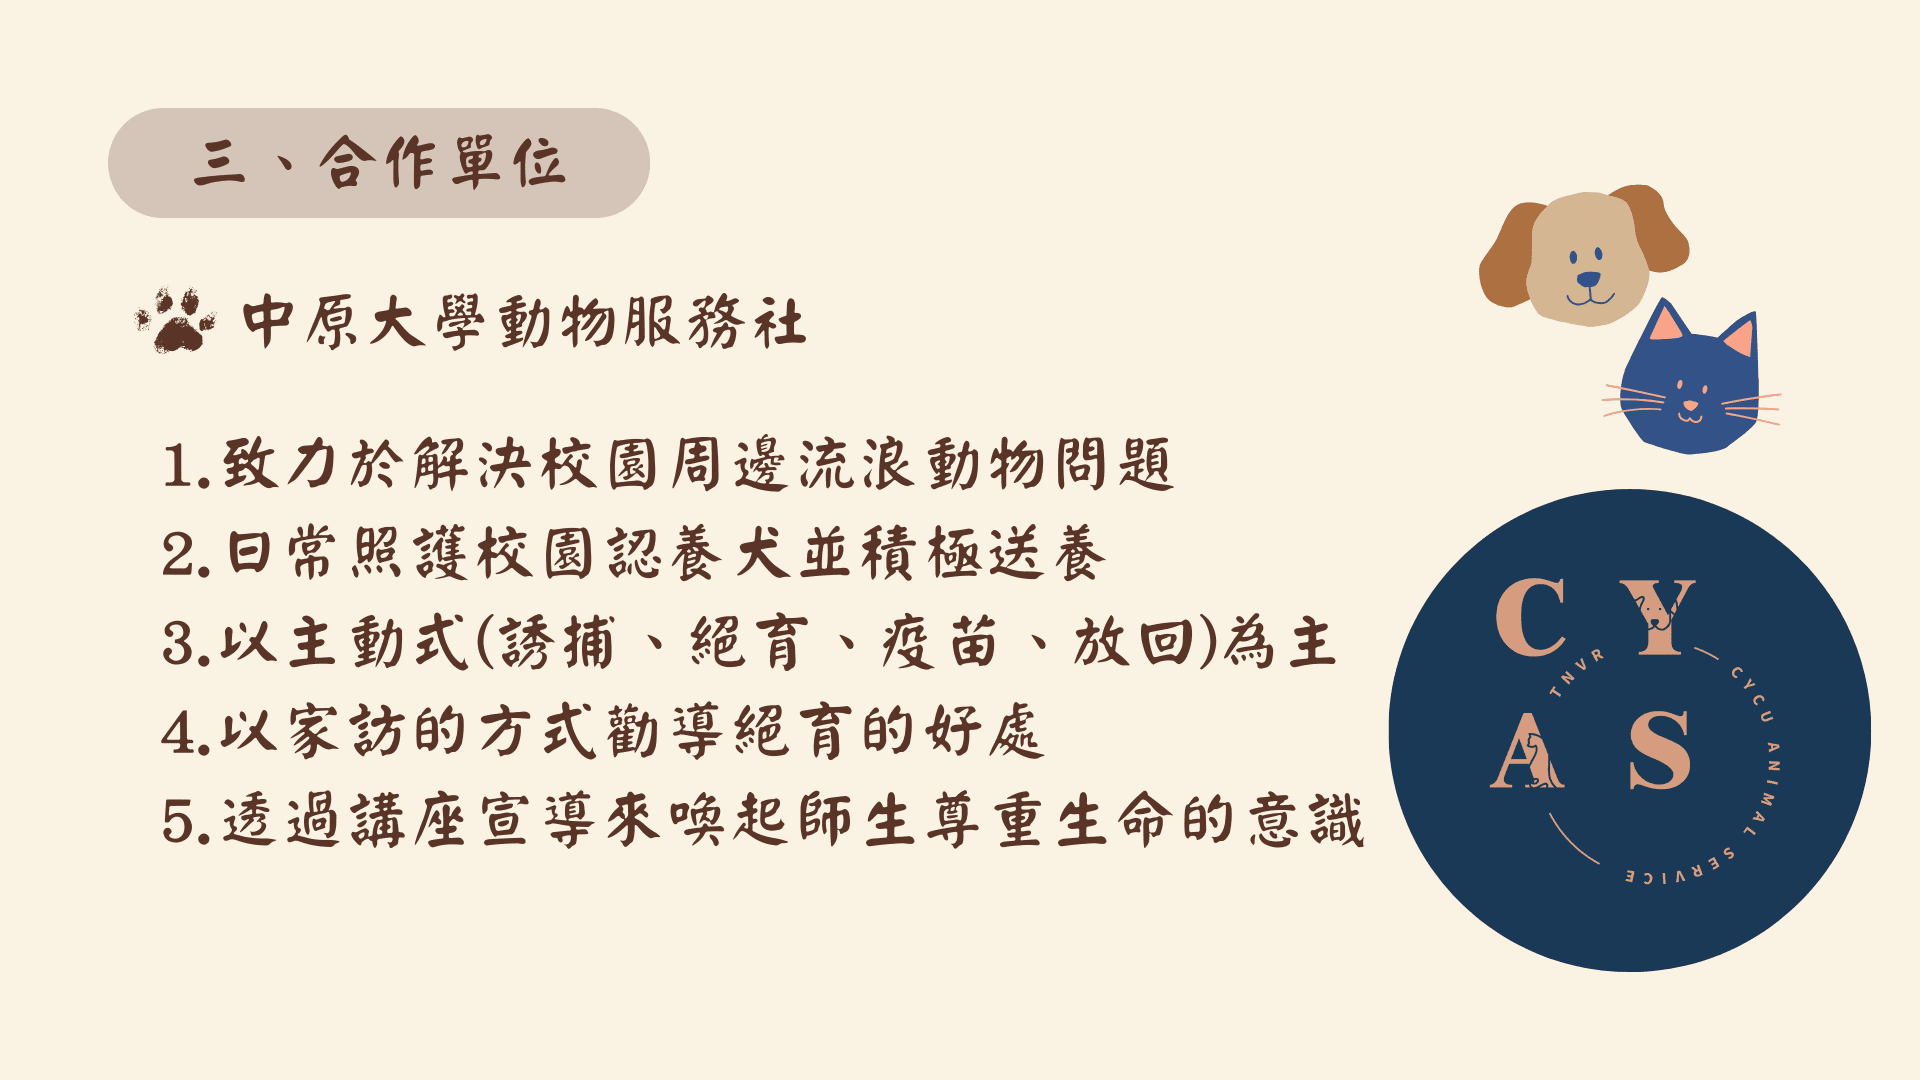 三、合作單位
中原大學動物服務社
1.致力於解決校園周邊流浪動物問題
2.日常照護校園認養犬並積極送養
3.以主動式(誘捕、絕育、疫苗、放回)為主
4.以家訪的方式勸導絕育的好處
5.透過講座宣導來喚起師生尊重生命的意識
C Y
TNVR
CYCU ANIMAL SERVICE
A S